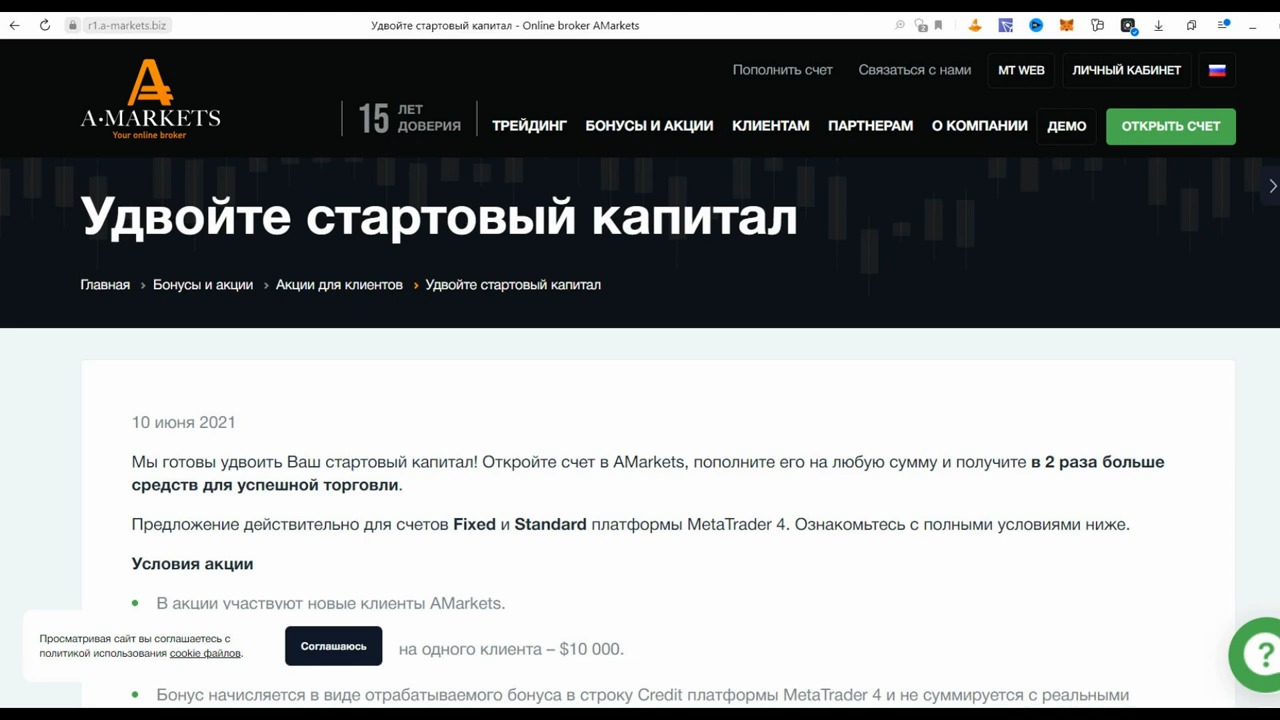 r1.a-markets.biz
Удвойте стартовый капитал - Online broker AMarkets
Пополнить счет
Связаться с нами
MT WEB
ЛИЧНЫЙ КАБИНЕТ
A·MARKETS
Your online broker
15 ЛЕТ ДОВЕРИЯ
ТРЕЙДИНГ
БОНУСЫ И АКЦИИ
КЛИЕНТАМ
ПАРТНЕРАМ
О КОМПАНИИ
ДЕМО
ОТКРЫТЬ СЧЕТ
Удвойте стартовый капитал
Главная › Бонусы и акции › Акции для клиентов › Удвойте стартовый капитал
10 июня 2021
Мы готовы удвоить Ваш стартовый капитал! Откройте счет в AMarkets, пополните его на любую сумму и получите в 2 раза больше
средств для успешной торговли.
Предложение действительно для счетов Fixed и Standard платформы MetaTrader 4. Ознакомьтесь с полными условиями ниже.
Условия акции
В акции участвуют новые клиенты AMarkets.
на одного клиента – $10 000.
Просматривая сайт вы соглашаетесь с
политикой использования cookie файлов.
Соглашаюсь
?
Бонус начисляется в виде отрабатываемого бонуса в строку Credit платформы MetaTrader 4 и не суммируется с реальными